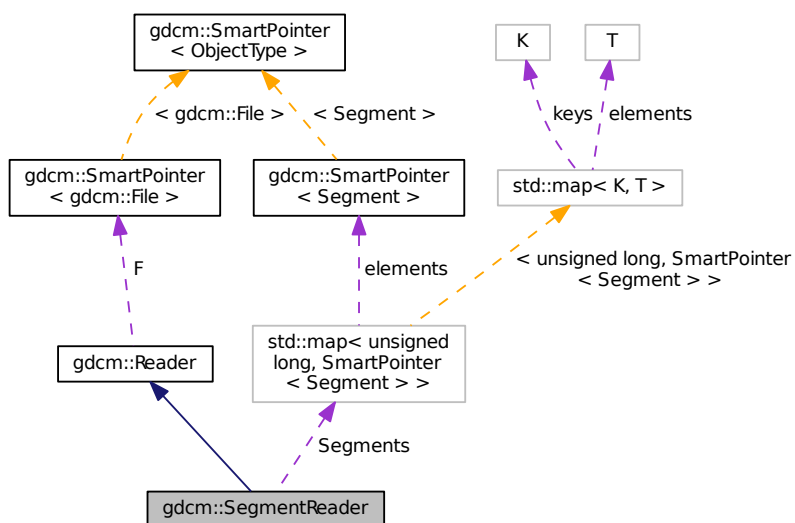 gdcm::SmartPointer
< ObjectType >
K
T
< gdcm::File >
< Segment >
keys
elements
gdcm::SmartPointer
< gdcm::File >
gdcm::SmartPointer
< Segment >
std::map< K, T >
F
elements
< unsigned long, SmartPointer
< Segment > >
gdcm::Reader
std::map< unsigned
long, SmartPointer
< Segment > >
Segments
gdcm::SegmentReader